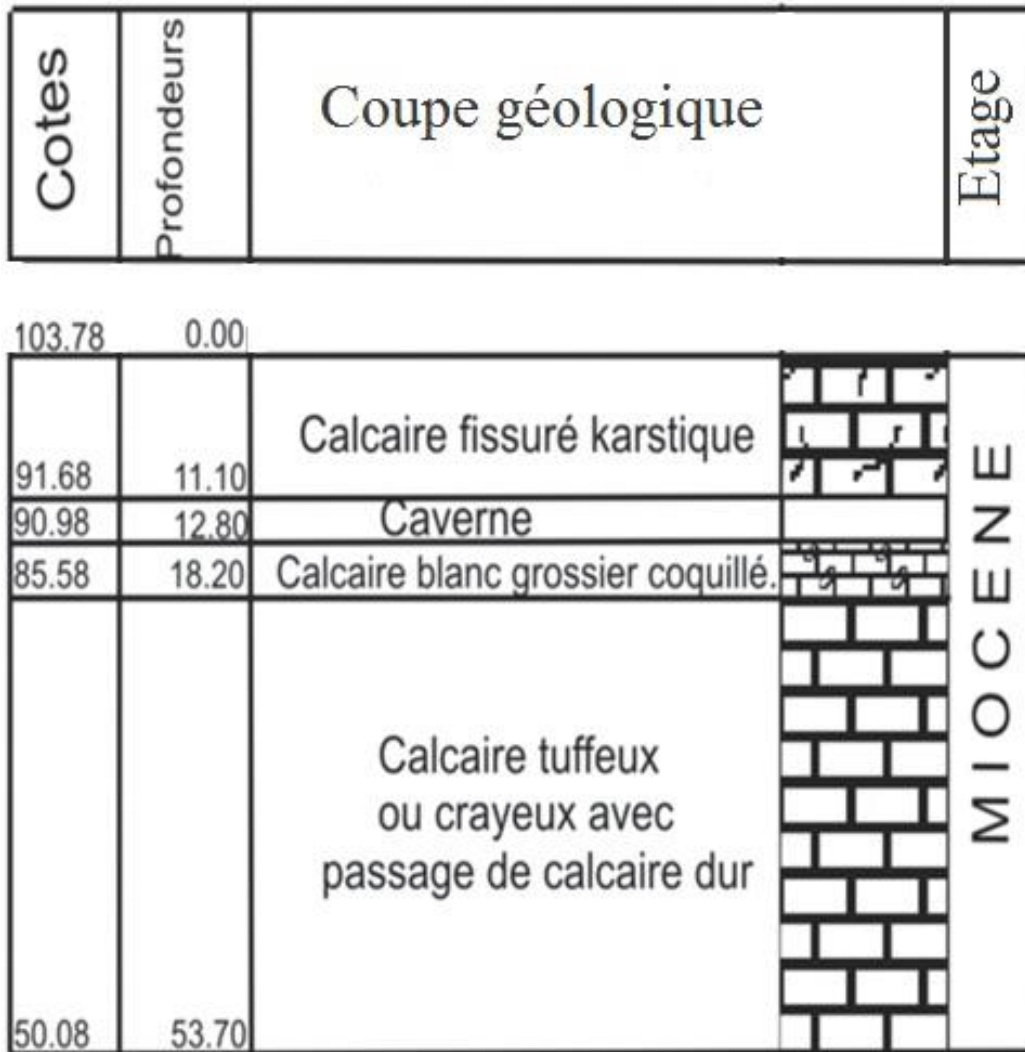 Cotes
Profondeurs
Coupe géologique
Etage
103.78 0.00
Calcaire fissuré karstique
91.68 11.10
90.98 12.80 Caverne
85.58 18.20 Calcaire blanc grossier coquillé.
Calcaire tuffeux
ou crayeux avec
passage de calcaire dur
50.08 53.70
MIOCENE